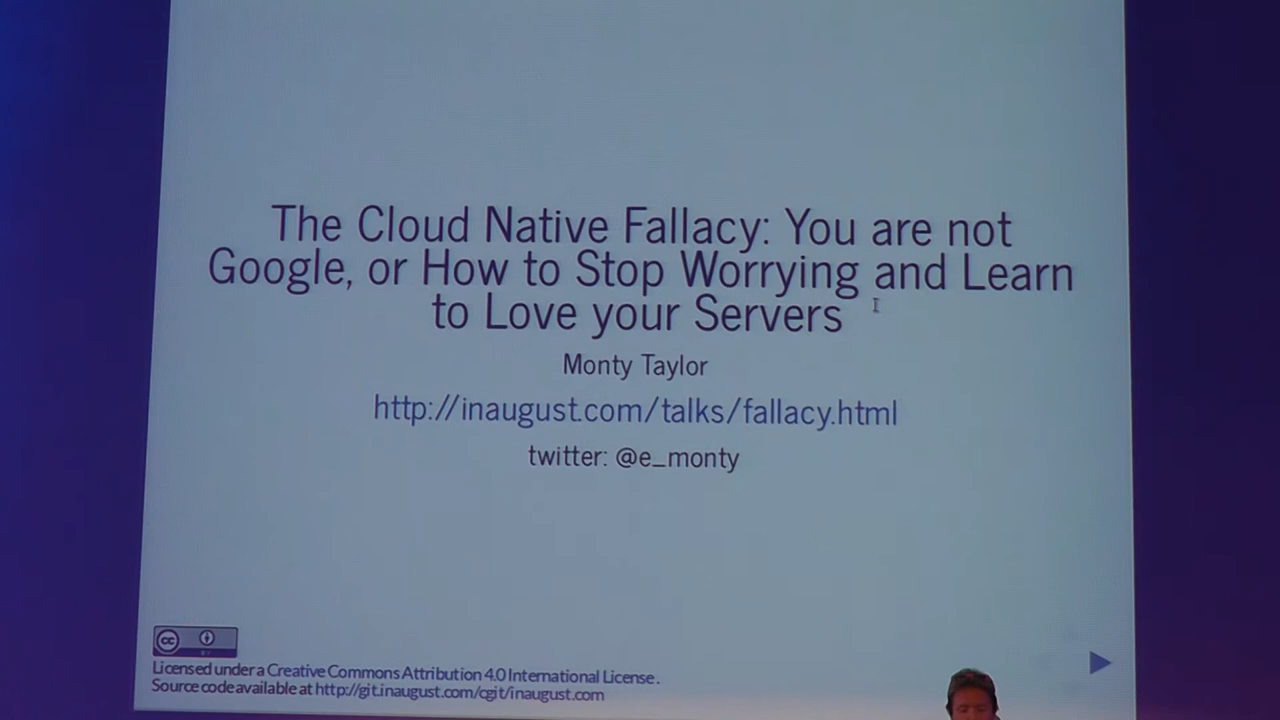 The Cloud Native Fallacy: You are not
Google, or How to Stop Worrying and Learn
to Love your Servers
Monty Taylor
http://inaugust.com/talks/fallacy.html
twitter: @e_monty
cc
BY
Licensed under a Creative Commons Attribution 4.0 International License.
Source code available at http://git.inaugust.com/cgit/inaugust.com